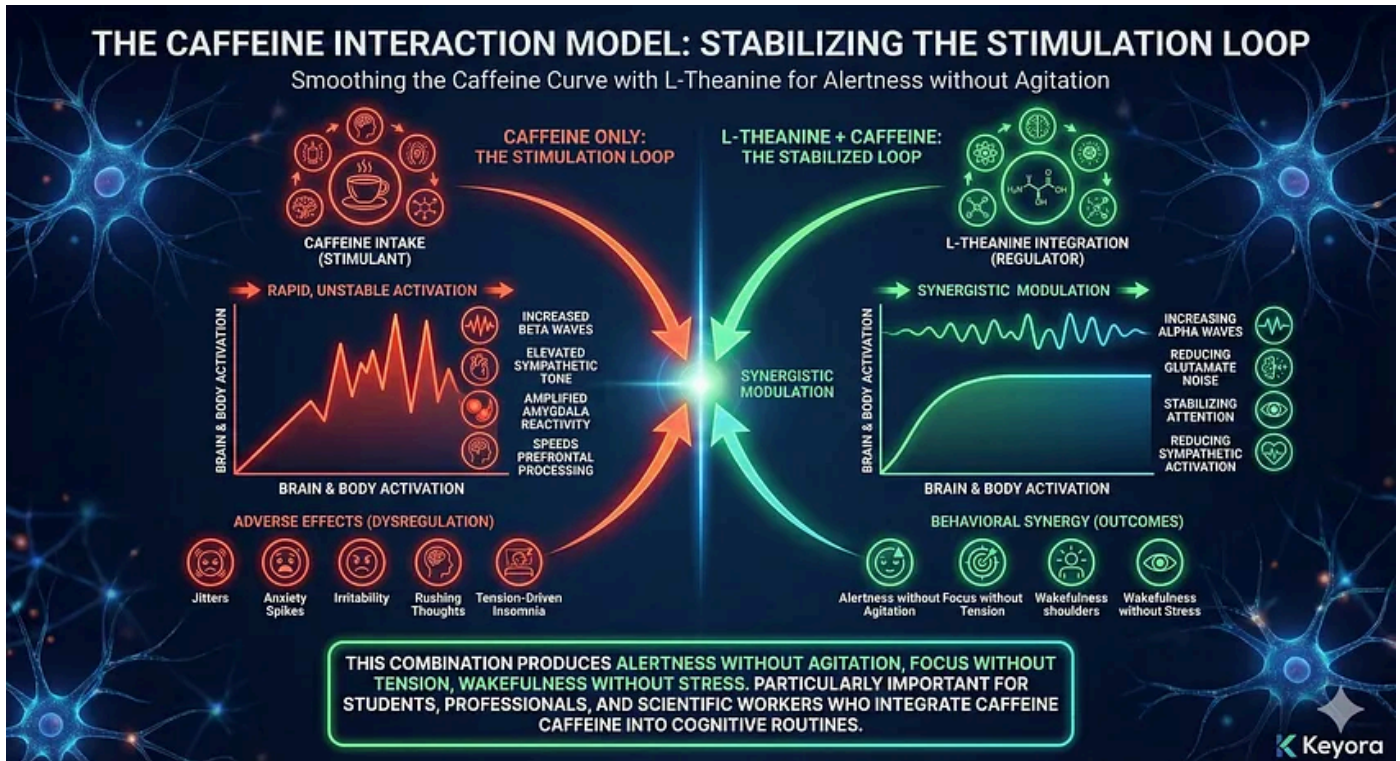 THE CAFFEINE INTERACTION MODEL: STABILIZING THE STIMULATION LOOP
Smoothing the Caffeine Curve with L-Theanine for Alertness without Agitation
CAFFEINE ONLY:
THE STIMULATION LOOP
L-THEANINE + CAFFEINE:
THE STABILIZED LOOP
CAFFEINE INTAKE
(STIMULANT)
H₂N
O
OH
OH
L-THEANINE INTEGRATION
(REGULATOR)
RAPID, UNSTABLE ACTIVATION
BRAIN & BODY ACTIVATION
INCREASED
BETA WAVES
ELEVATED
SYMPATHETIC
TONE
AMPLIFIED
AMYGDALA
REACTIVITY
SPEEDS
PREFRONTAL
PROCESSING
BRAIN & BODY ACTIVATION
SYNERGISTIC
MODULATION
SYNERGISTIC MODULATION
BRAIN & BODY ACTIVATION
INCREASING
ALPHA WAVES
REDUCING
GLUTAMATE
NOISE
STABILIZING
ATTENTION
REDUCING
SYMPATHETIC
ACTIVATION
BRAIN & BODY ACTIVATION
ADVERSE EFFECTS (DYSREGULATION)
Jitters
Anxiety
Spikes
Irritability
Rushing
Thoughts
Tension-Driven
Insomnia
BEHAVIORAL SYNERGY (OUTCOMES)
Alertness without
Agitation
Focus without
Tension
Wakefulness
shoulders
Wakefulness
without Stress
THIS COMBINATION PRODUCES ALERTNESS WITHOUT AGITATION, FOCUS WITHOUT
TENSION, WAKEFULNESS WITHOUT STRESS. PARTICULARLY IMPORTANT FOR
STUDENTS, PROFESSIONALS, AND SCIENTIFIC WORKERS WHO INTEGRATE CAFFEINE
CAFFEINE INTO COGNITIVE ROUTINES.
Keyora